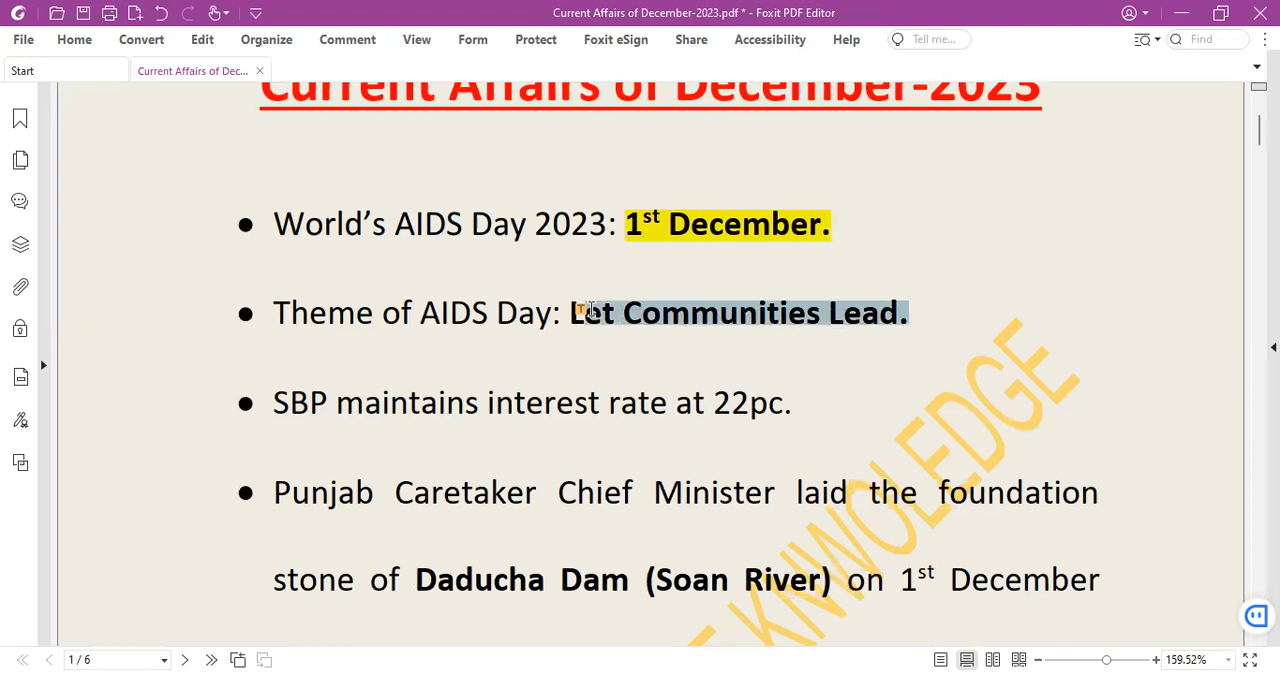 Current Affairs of December-2023.pdf * - Foxit PDF Editor
File Home Convert Edit Organize Comment View Form Protect Foxit eSign Share Accessibility Help Tell me... Find
Start Current Affairs of Dec...
Current Affairs of December-2023
● World's AIDS Day 2023: 1st December.
● Theme of AIDS Day: Let Communities Lead.
● SBP maintains interest rate at 22pc.
● Punjab Caretaker Chief Minister laid the foundation
stone of Daducha Dam (Soan River) on 1st December
E KNWOLEDGE
1 / 6 159.52%